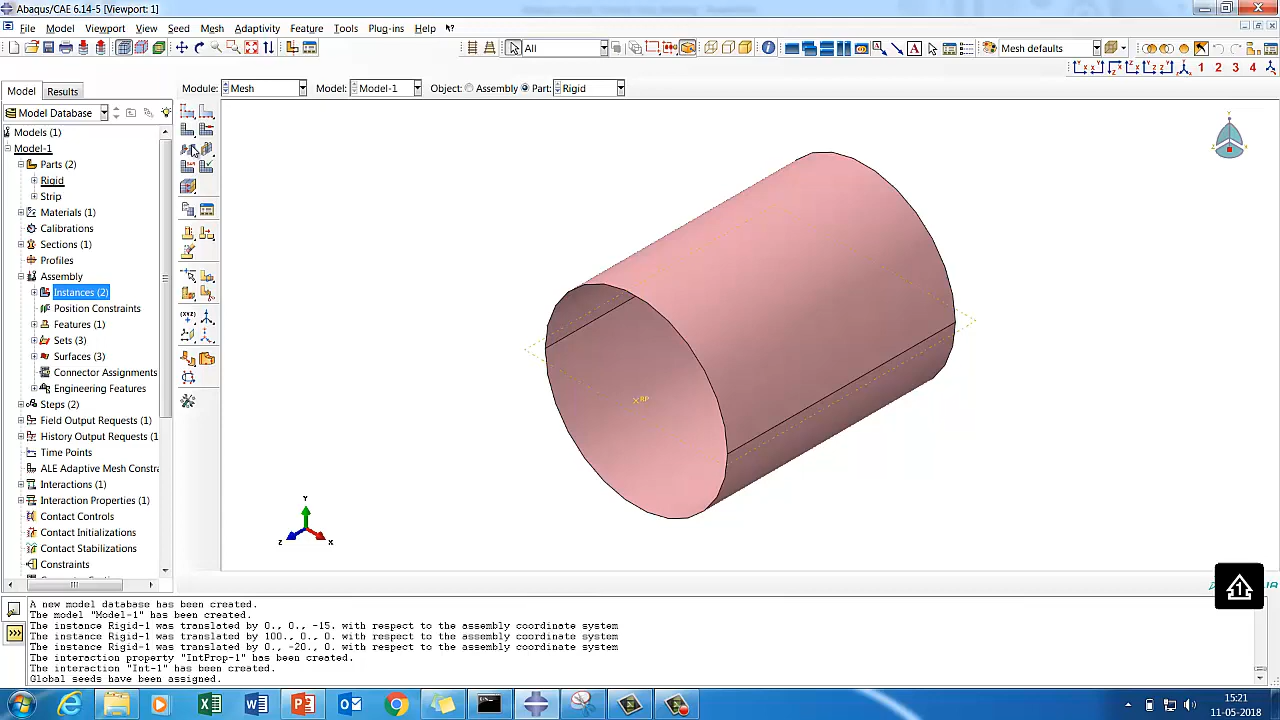 Abaqus/CAE 6.14-5 [Viewport: 1]
File Model Viewport View Seed Mesh Adaptivity Feature Tools Plug-ins Help
All
Mesh defaults
1 2 3 4
Model Results
Module: Mesh Model: Model-1 Object: Assembly Part: Rigid
Model Database
Models (1)
Model-1
Parts (2)
Rigid
Strip
Materials (1)
Calibrations
Sections (1)
Profiles
Assembly
Instances (2)
Position Constraints
Features (1)
Sets (3)
Surfaces (3)
Connector Assignments
Engineering Features
Steps (2)
Field Output Requests (1)
History Output Requests (1
Time Points
ALE Adaptive Mesh Constra
Interactions (1)
Interaction Properties (1)
Contact Controls
Contact Initializations
Contact Stabilizations
Constraints
RP
Y
Z
X
A new model database has been created.
The model "Model-1" has been created.
The instance Rigid-1 was translated by 0., 0., -15. with respect to the assembly coordinate system
The instance Rigid-1 was translated by 100., 0., 0. with respect to the assembly coordinate system
The instance Rigid-1 was translated by 0., -20., 0. with respect to the assembly coordinate system
The interaction property "IntProp-1" has been created.
The interaction "Int-1" has been created.
Global seeds have been assigned.
15:21
11-05-2018